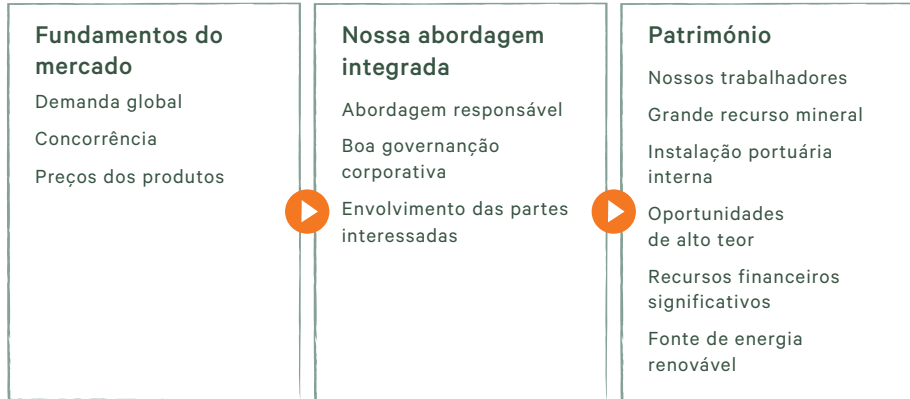 Fundamentos do
mercado
Demanda global
Concorrência
Preços dos produtos
Nossa abordagem
integrada
Abordagem responsável
Boa governanção
corporativa
Envolvimento das partes
interessadas
Património
Nossos trabalhadores
Grande recurso mineral
Instalação portuária
interna
Oportunidades
de alto teor
Recursos financeiros
significativos
Fonte de energia
renovável